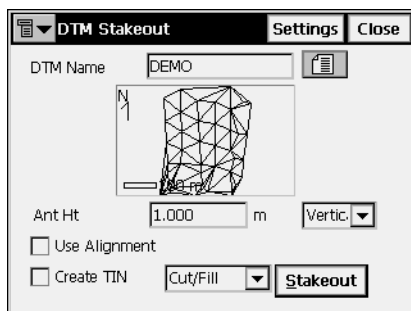 DTM Stakeout Settings Close
DTM Name DEMO
N
Ant Ht 1.000 m Vertic
Use Alignment
Create TIN Cut/Fill Stakeout